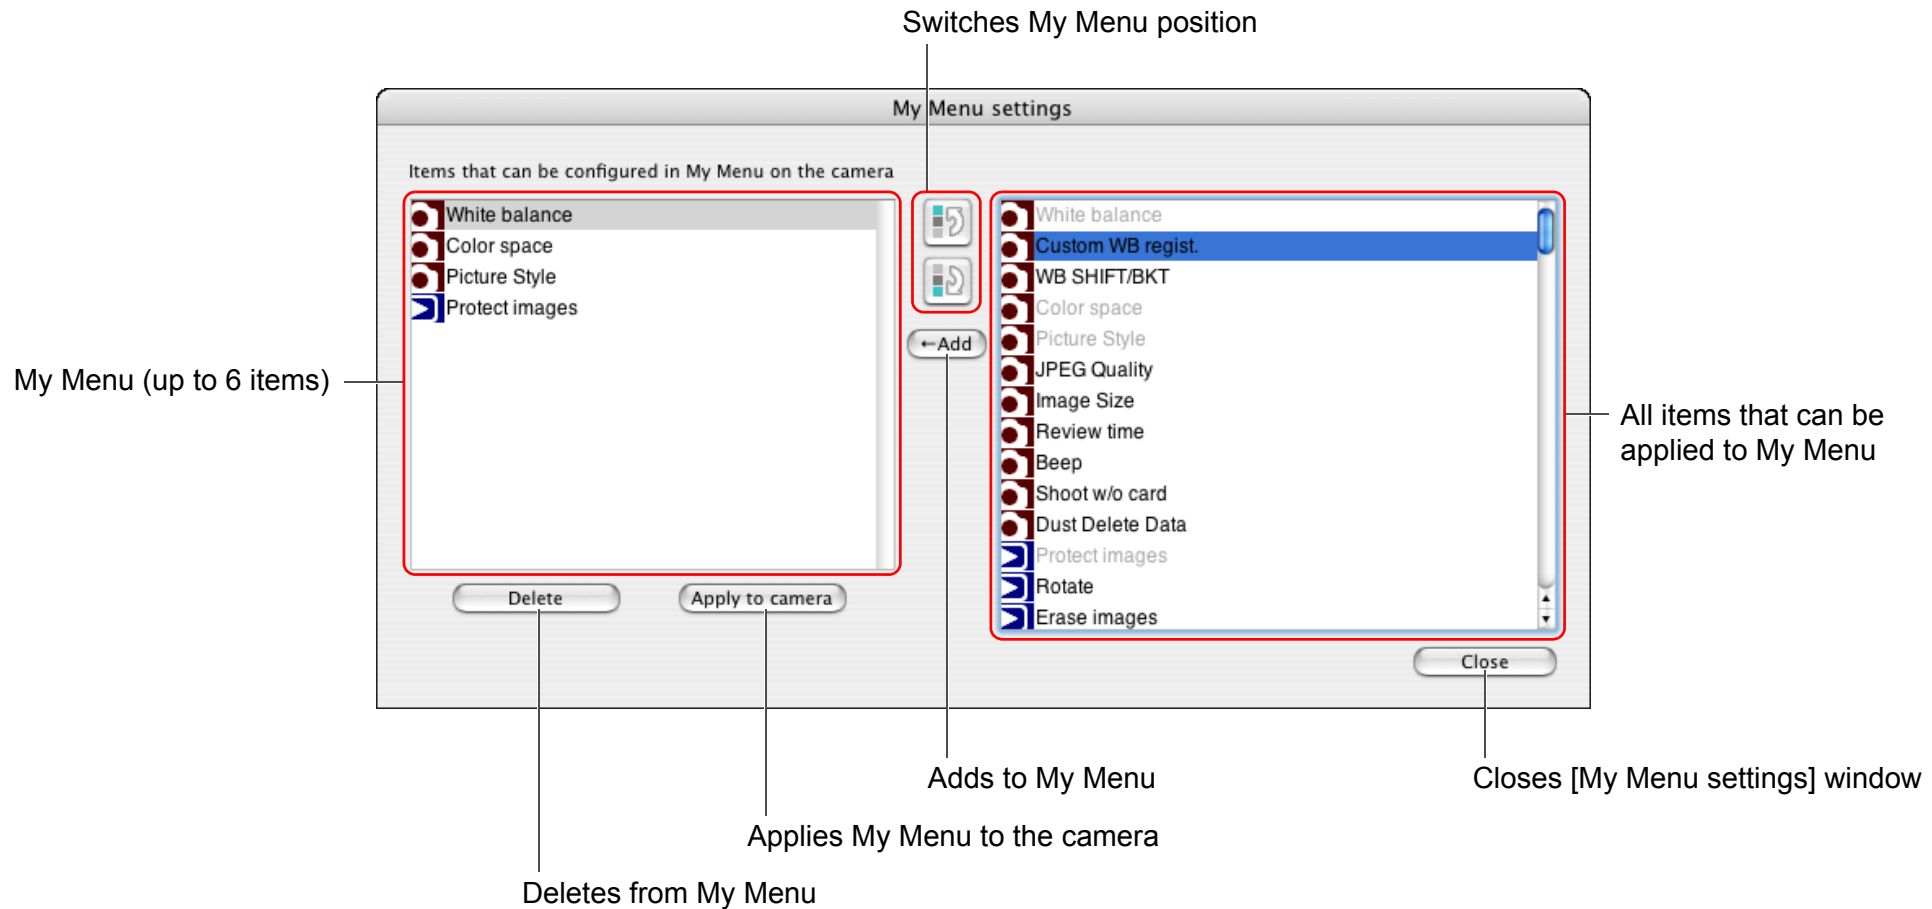 Switches My Menu position
My Menu settings
Items that can be configured in My Menu on the camera
White balance
Color space
Picture Style
Protect images
←Add
White balance
Custom WB regist.
WB SHIFT/BKT
Color space
Picture Style
JPEG Quality
Image Size
Review time
Beep
Shoot w/o card
Dust Delete Data
Protect images
Rotate
Erase images
My Menu (up to 6 items)
All items that can be
applied to My Menu
Delete
Apply to camera
Close
Adds to My Menu
Closes [My Menu settings] window
Applies My Menu to the camera
Deletes from My Menu